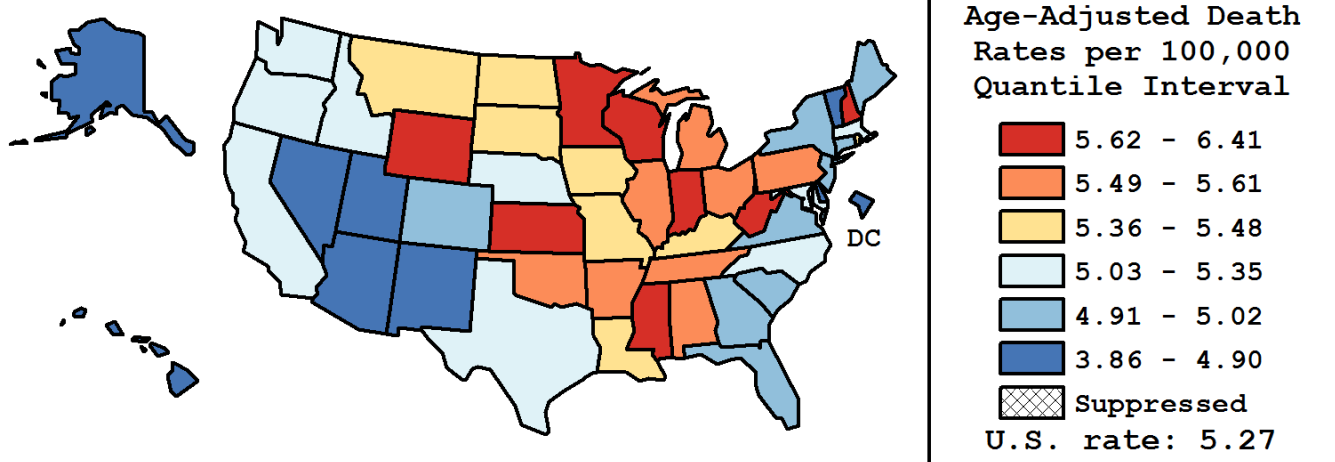 DC
Age-Adjusted Death
Rates per 100,000
Quantile Interval
5.62 - 6.41
5.49 - 5.61
5.36 - 5.48
5.03 - 5.35
4.91 - 5.02
3.86 - 4.90
Suppressed
U.S. rate: 5.27